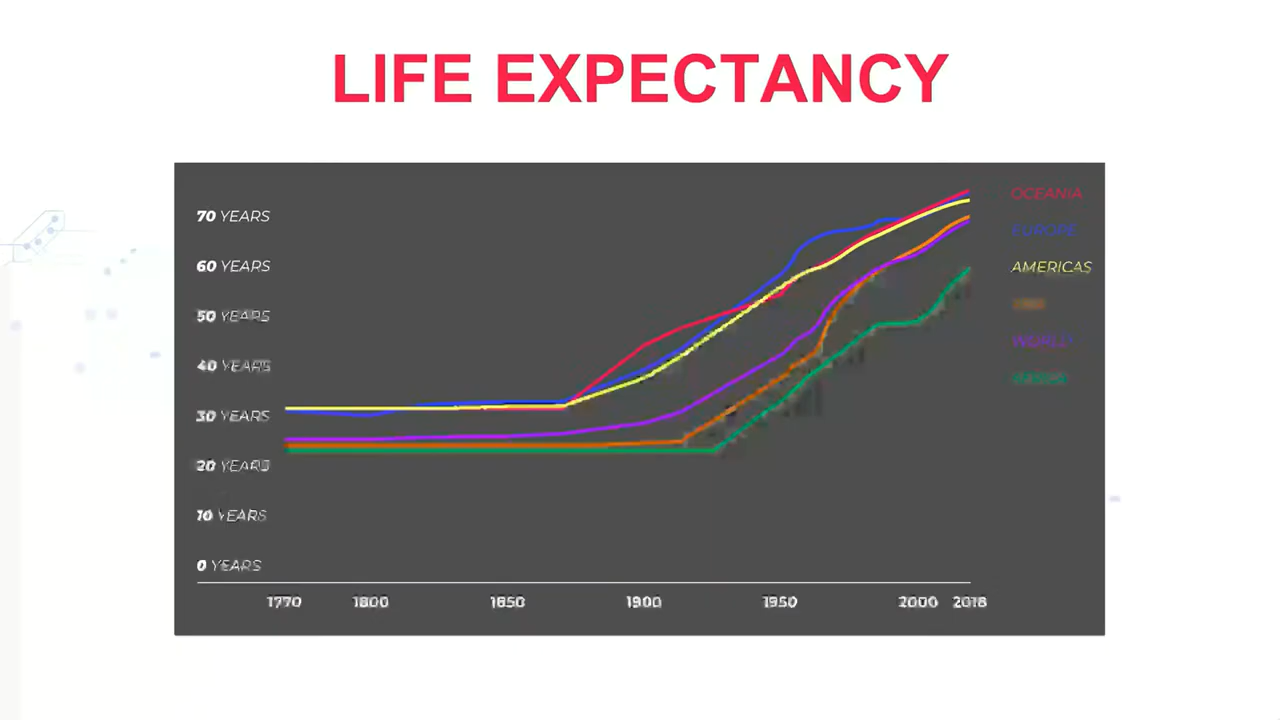 LIFE EXPECTANCY
70 YEARS
60 YEARS
50 YEARS
40 YEARS
30 YEARS
20 YEARS
10 YEARS
0 YEARS
1770 1800 1850 1900 1950 2000 2018
OCEANIA
EUROPE
AMERICAS
WORLD